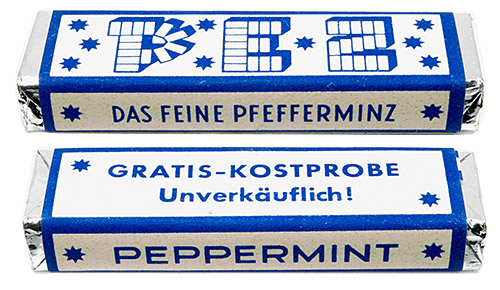 PEZ
DAS FEINE PFEFFERMINZ
GRATIS-KOSTPROBE
Unverkäuflich!
PEPPERMINT